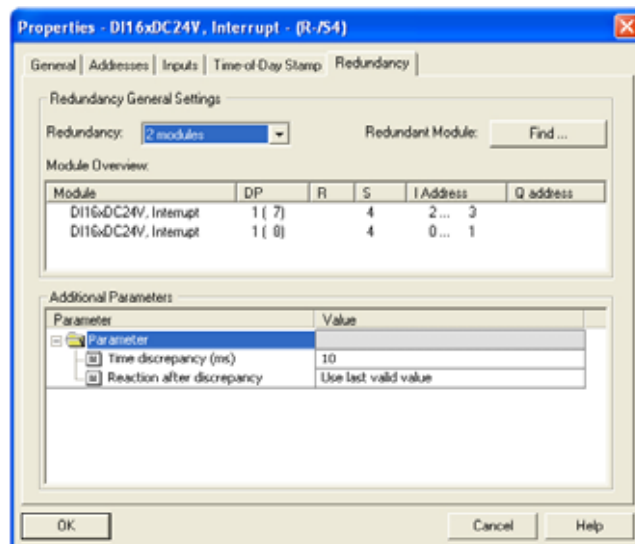 Properties - DI16xDC24V, Interrupt - (R-/S4)
General Addresses Inputs Time-of-Day Stamp Redundancy
Redundancy General Settings
Redundancy: 2 modules Redundant Module: Find ...
Module Overview:
Module DP R S I Address Q address
DI16xDC24V, Interrupt 1 ( 7) 4 2 ... 3
DI16xDC24V, Interrupt 1 ( 8) 4 0 ... 1
Additional Parameters
Parameter Value
Parameter
Time discrepancy (ms) 10
Reaction after discrepancy Use last valid value
OK Cancel Help